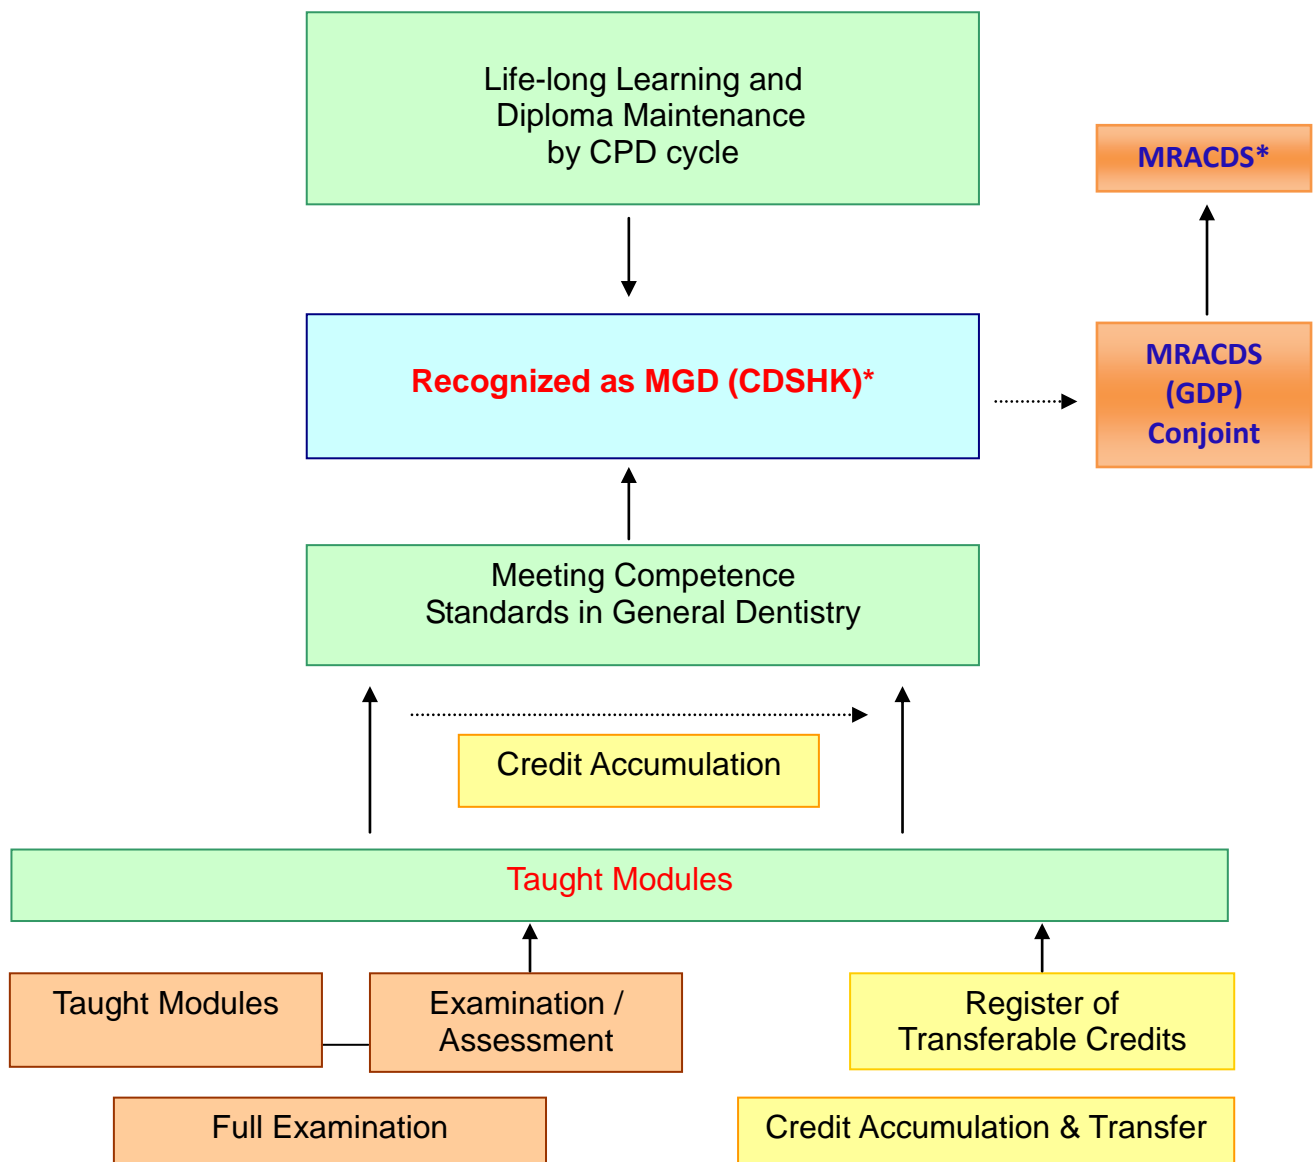 Life-long Learning and
Diploma Maintenance
by CPD cycle
MRACDS*
Recognized as MGD (CDSHK)*
MRACDS
(GDP)
Conjoint
Meeting Competence
Standards in General Dentistry
Credit Accumulation
Taught Modules
Taught Modules
Examination /
Assessment
Register of
Transferable Credits
Full Examination
Credit Accumulation & Transfer